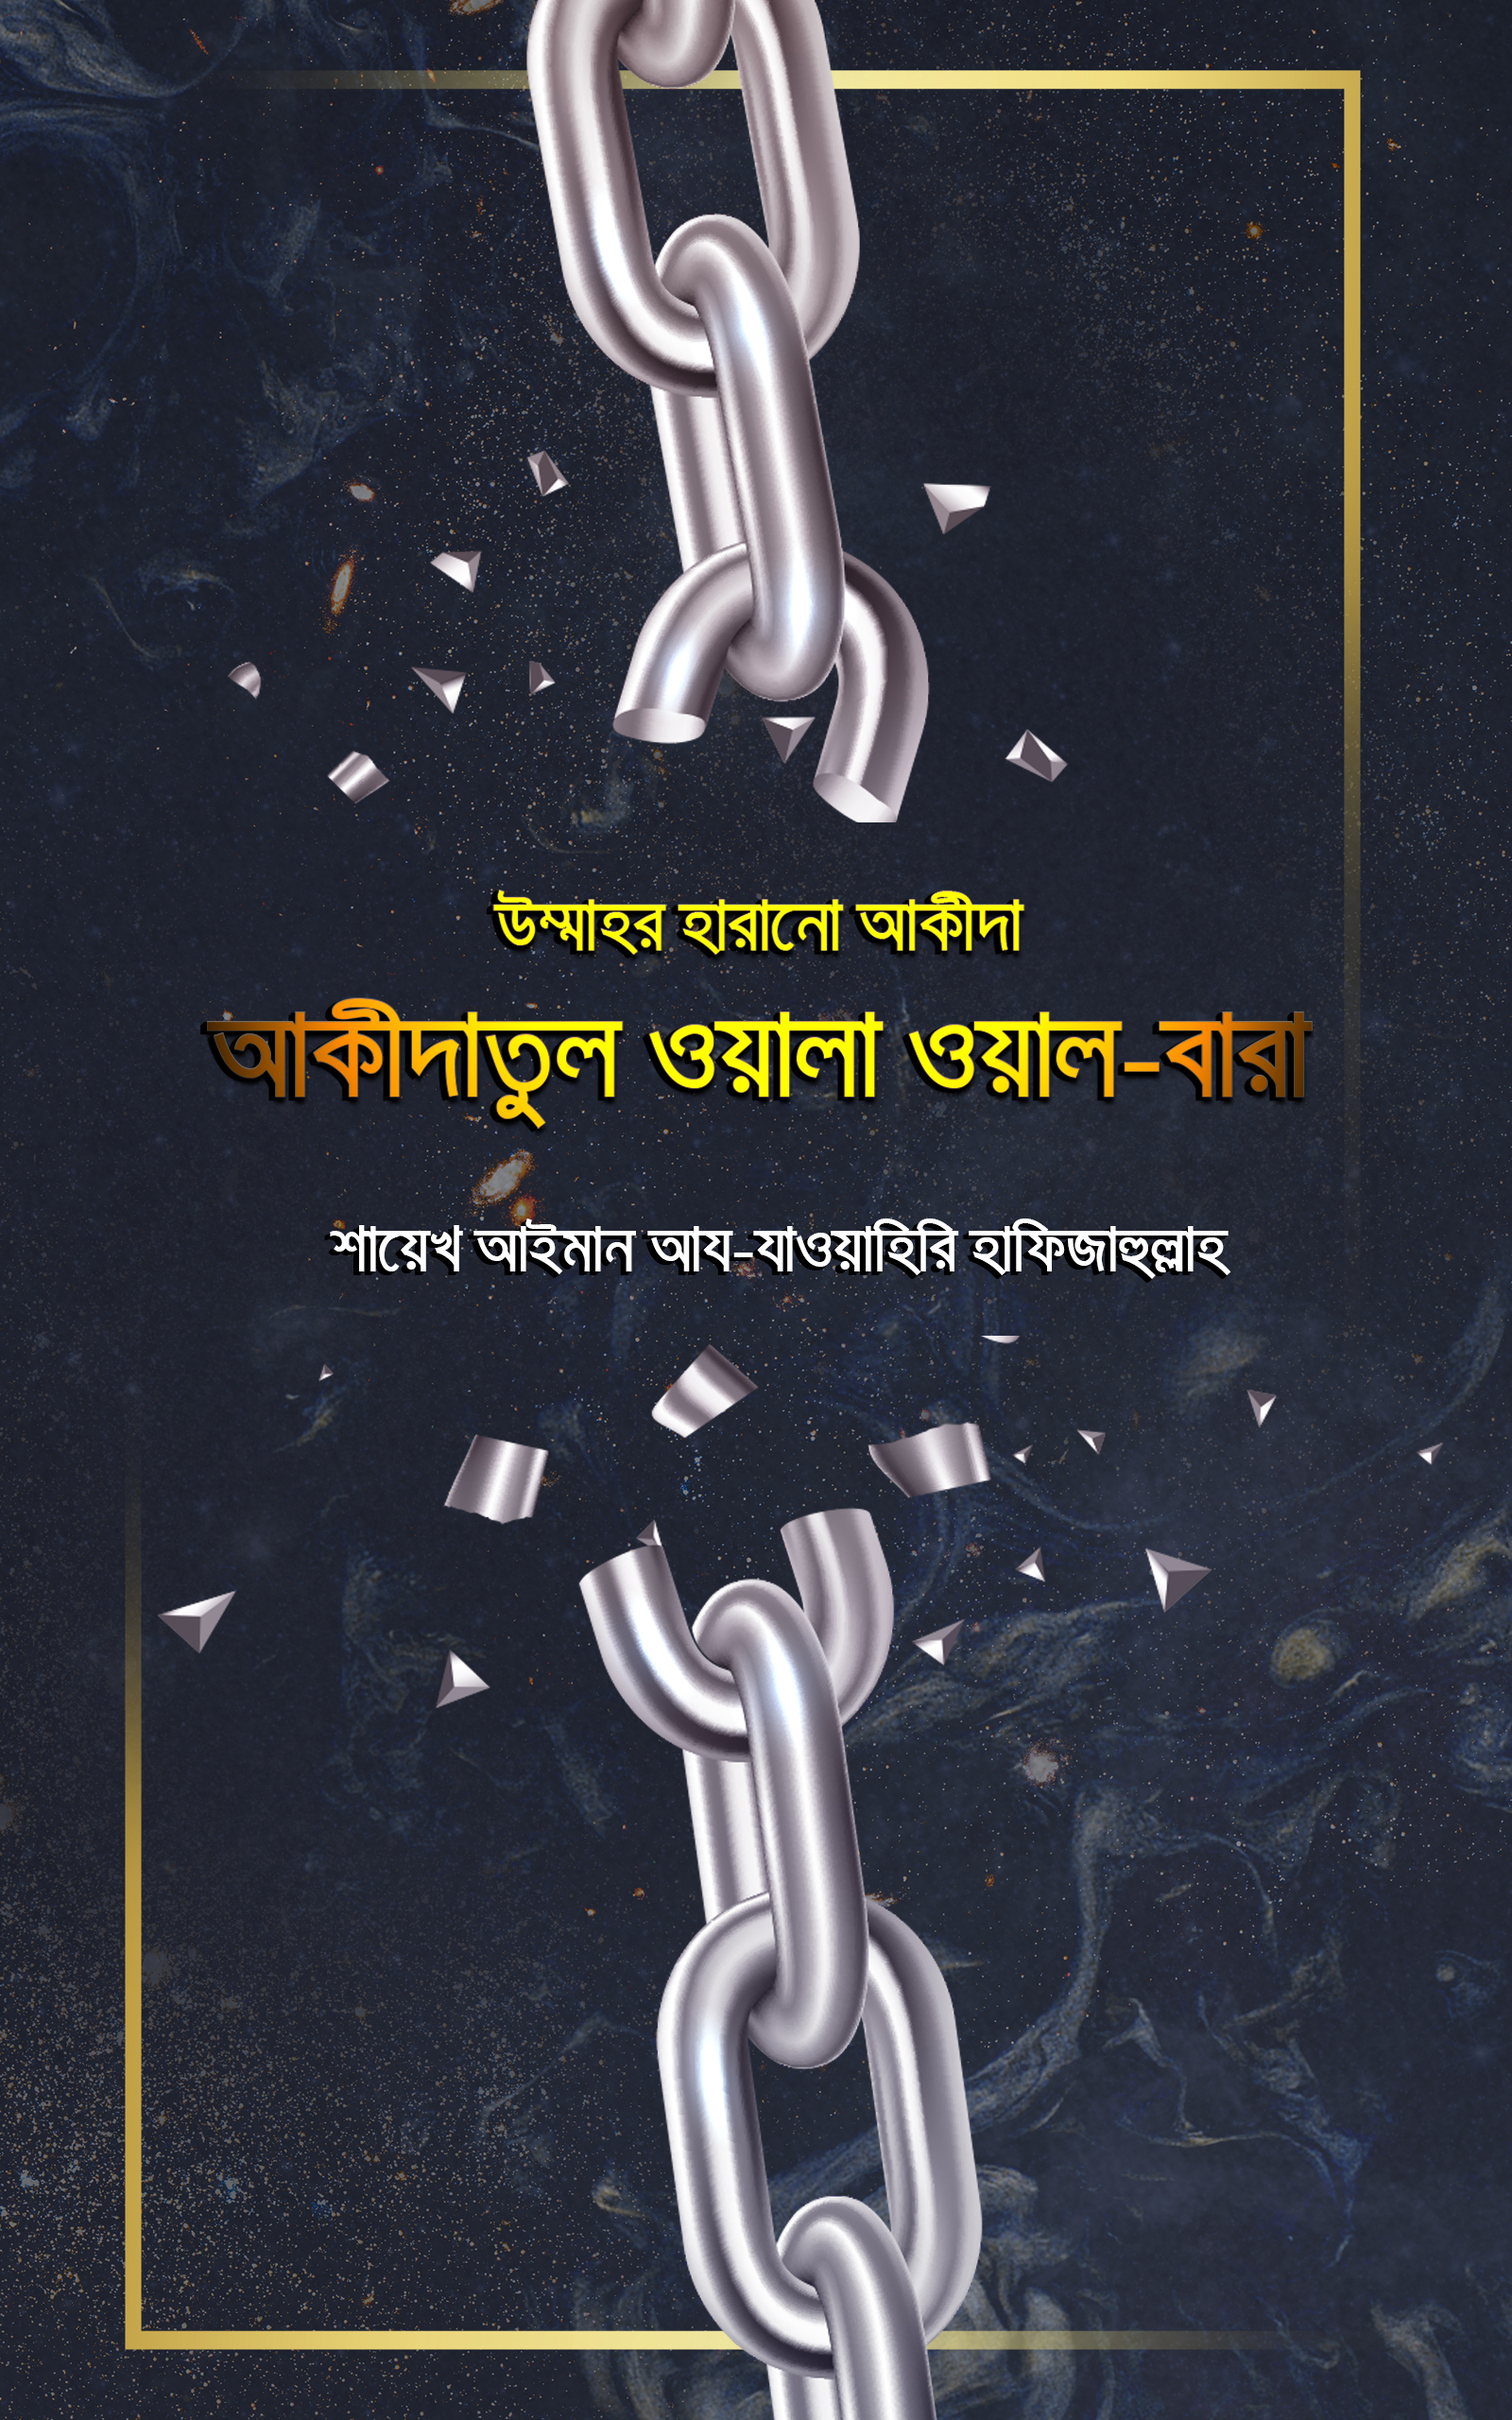 উম্মাহর হারানো আকীদা
আকীদাতুল ওয়ালা ওয়াল-বারা
শায়েখ আইমান আয-যাওয়াহিরি হাফিজাহুল্লাহ